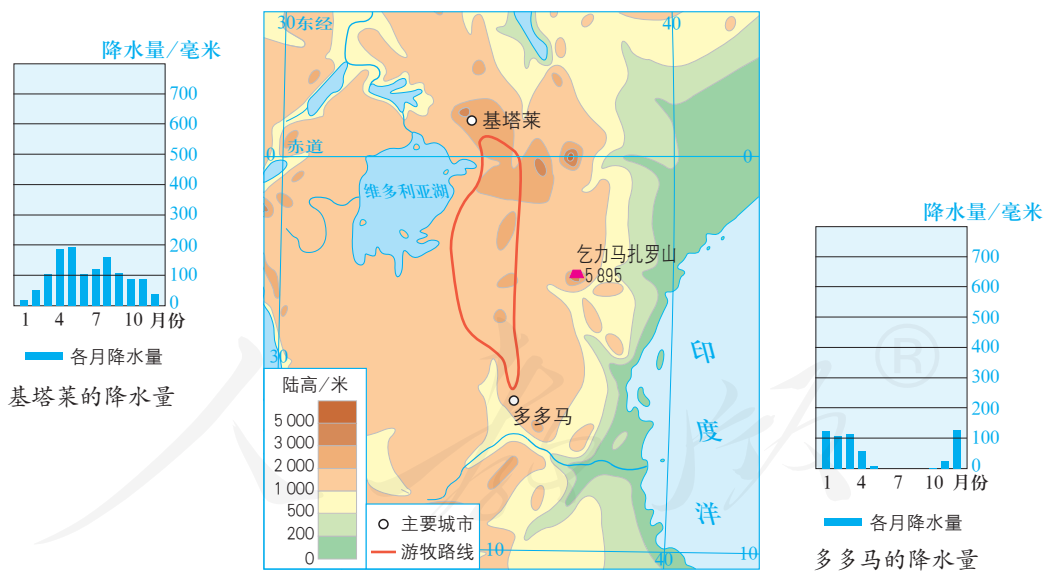 降水量/毫米
700
600
500
400
300
200
100
0
1 4 7 10 月份
各月降水量
基塔莱的降水量
30东经
40
基塔莱
0
赤道
0
维多利亚湖
乞力马扎罗山
5 895
30
印
度
洋
多多马
陆高/米
5 000
3 000
2 000
1 000
500
200
0
主要城市
游牧路线
10
40
10
降水量/毫米
700
600
500
400
300
200
100
0
1 4 7 10 月份
各月降水量
多多马的降水量
人教版®